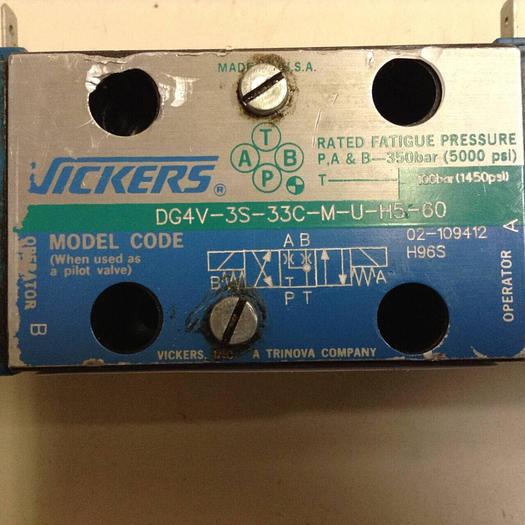 MADE U.S.A.
T
A B
P
VICKERS®
RATED FATIGUE PRESSURE
P, A & B—350bar (5000 psi)
T— 100bar (1450psi)
DG4V-3S-33C-M-U-H5-60
MODEL CODE
(When used as
a pilot valve)
02-109412
H96S
A B
B A
T
P T
OPERATOR B
OPERATOR A
VICKERS, INC. A TRINOVA COMPANY